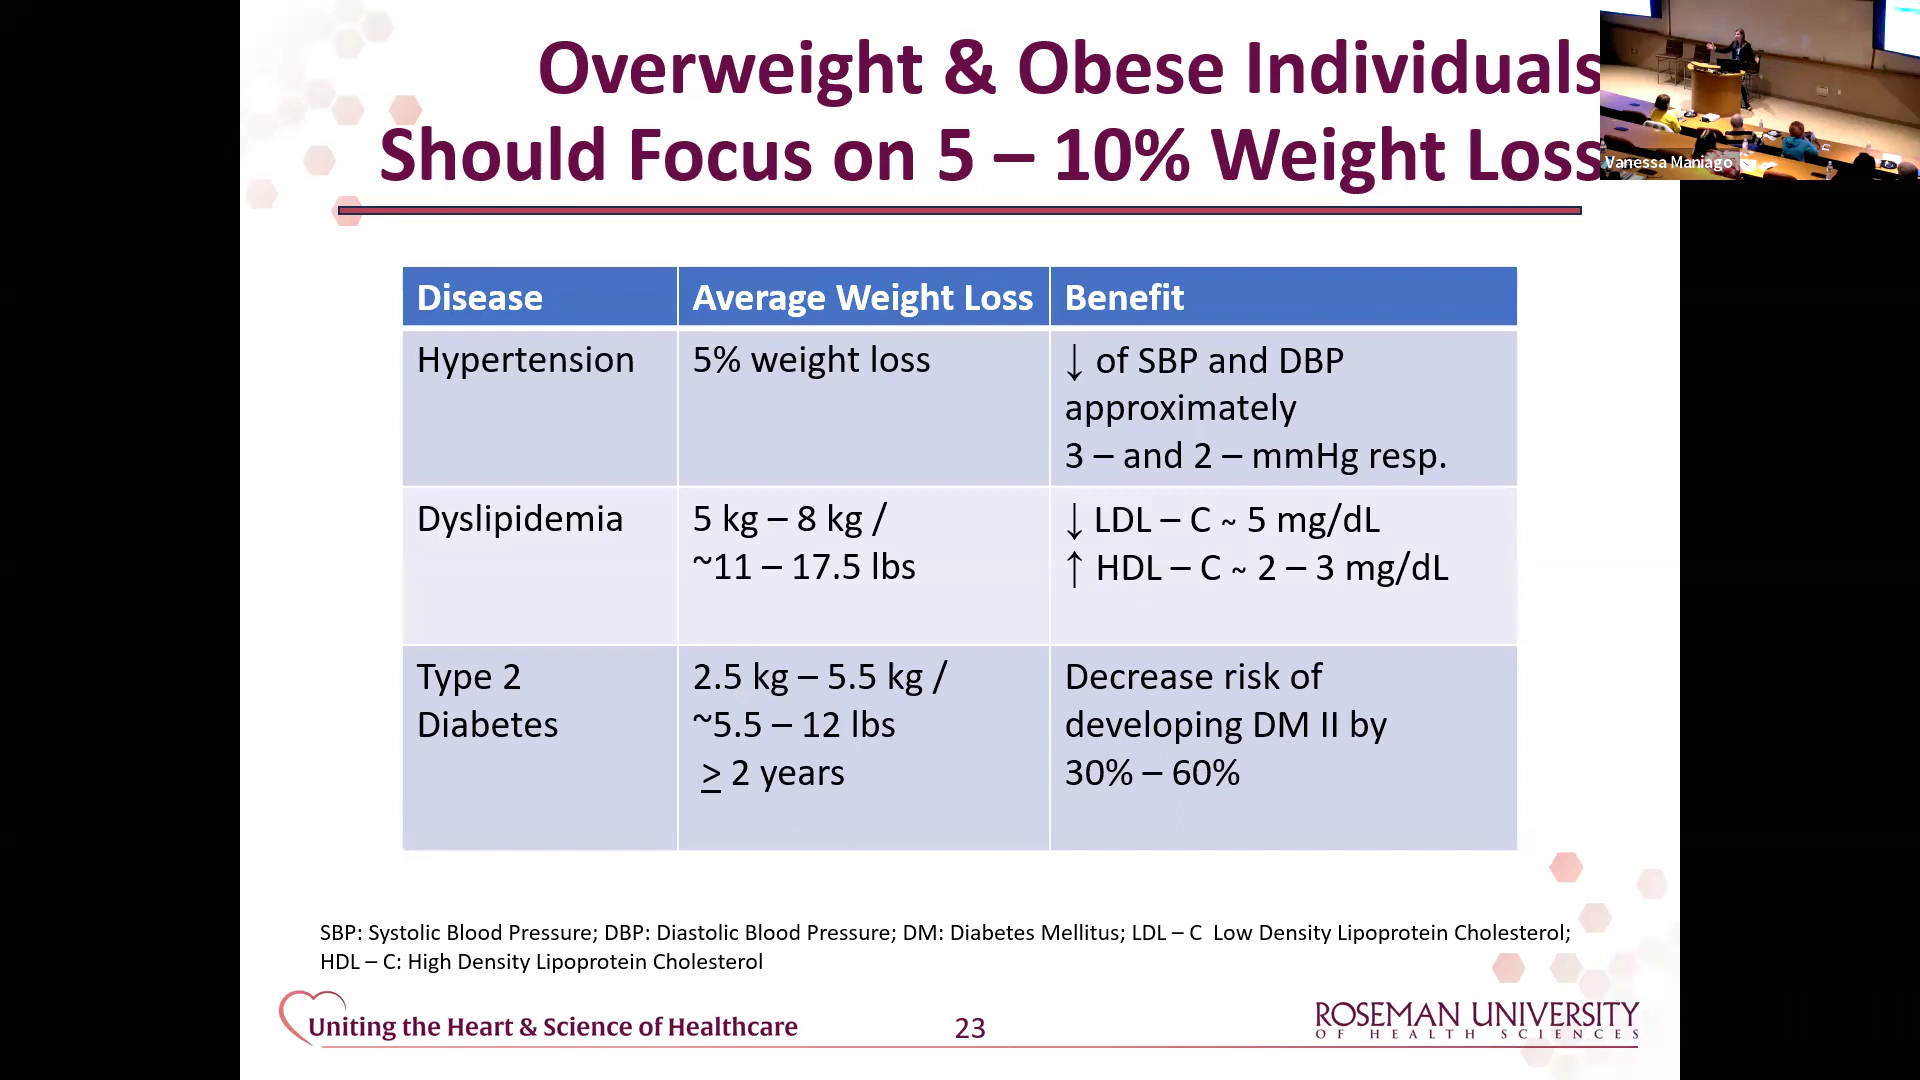 Overweight & Obese Individuals
Should Focus on 5 – 10% Weight Loss
Vanessa Maniago
Disease
Average Weight Loss
Benefit
Hypertension
5% weight loss
↓ of SBP and DBP
approximately
3 – and 2 – mmHg resp.
Dyslipidemia
5 kg – 8 kg /
~11 – 17.5 lbs
↓ LDL – C ~ 5 mg/dL
↑ HDL – C ~ 2 – 3 mg/dL
Type 2
Diabetes
2.5 kg – 5.5 kg /
~5.5 – 12 lbs
≥ 2 years
Decrease risk of
developing DM II by
30% – 60%
SBP: Systolic Blood Pressure; DBP: Diastolic Blood Pressure; DM: Diabetes Mellitus; LDL – C  Low Density Lipoprotein Cholesterol;
HDL – C: High Density Lipoprotein Cholesterol
Uniting the Heart & Science of Healthcare
23
ROSEMAN UNIVERSITY
OF HEALTH SCIENCES